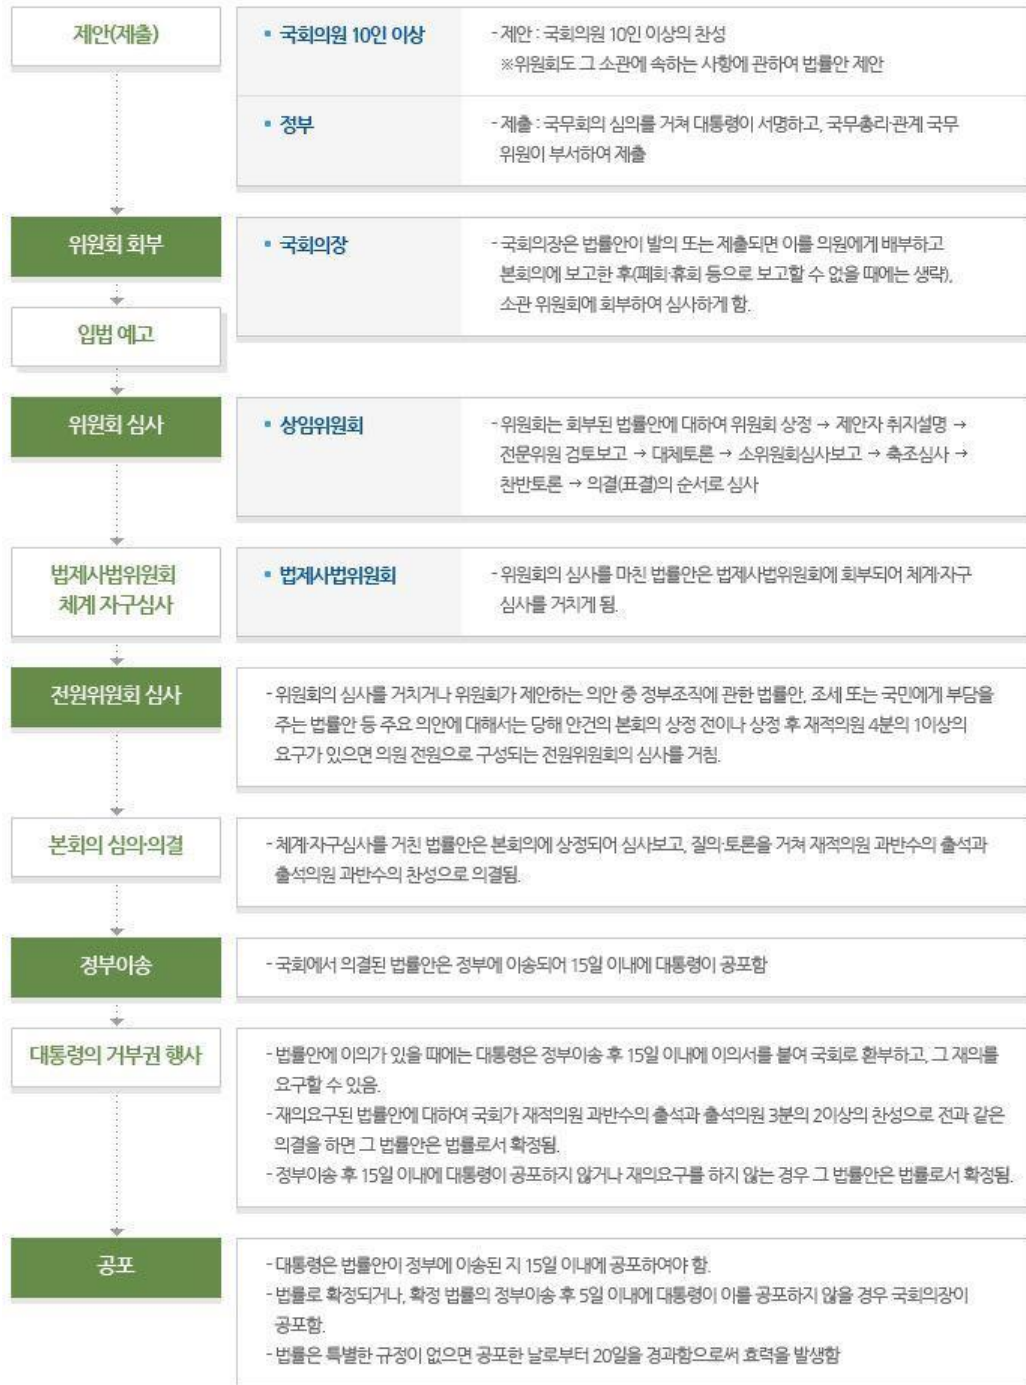 제안(제출)
▪ 국회의원 10인 이상
- 제안 : 국회의원 10인 이상의 찬성
※위원회도 그 소관에 속하는 사항에 관하여 법률안 제안
▪ 정부
- 제출 : 국무회의 심의를 거쳐 대통령이 서명하고, 국무총리·관계 국무
위원이 부서하여 제출
위원회 회부
▪ 국회의장
- 국회의장은 법률안이 발의 또는 제출되면 이를 의원에게 배부하고
본회의에 보고한 후(폐회·휴회 등으로 보고할 수 없을 때에는 생략),
소관 위원회에 회부하여 심사하게 함.
입법 예고
위원회 심사
▪ 상임위원회
- 위원회는 회부된 법률안에 대하여 위원회 상정 → 제안자 취지설명 →
전문위원 검토보고 → 대체토론 → 소위원회심사보고 → 축조심사 →
찬반토론 → 의결(표결)의 순서로 심사
법제사법위원회
체계 자구심사
▪ 법제사법위원회
- 위원회의 심사를 마친 법률안은 법제사법위원회에 회부되어 체계·자구
심사를 거치게 됨.
전원위원회 심사
- 위원회의 심사를 거치거나 위원회가 제안하는 의안 중 정부조직에 관한 법률안, 조세 또는 국민에게 부담을
주는 법률안 등 주요 의안에 대해서는 당해 안건의 본회의 상정 전이나 상정 후 재적의원 4분의 1이상의
요구가 있으면 의원 전원으로 구성되는 전원위원회의 심사를 거침.
본회의 심의·의결
- 체계·자구심사를 거친 법률안은 본회의에 상정되어 심사보고, 질의·토론을 거쳐 재적의원 과반수의 출석과
출석의원 과반수의 찬성으로 의결됨.
정부이송
- 국회에서 의결된 법률안은 정부에 이송되어 15일 이내에 대통령이 공포함
대통령의 거부권 행사
- 법률안에 이의가 있을 때에는 대통령은 정부이송 후 15일 이내에 이의서를 붙여 국회로 환부하고, 그 재의를
요구할 수 있음.
- 재의요구된 법률안에 대하여 국회가 재적의원 과반수의 출석과 출석의원 3분의 2이상의 찬성으로 전과 같은
의결을 하면 그 법률안은 법률로서 확정됨.
- 정부이송 후 15일 이내에 대통령이 공포하지 않거나 재의요구를 하지 않는 경우 그 법률안은 법률로서 확정됨.
공포
- 대통령은 법률안이 정부에 이송된 지 15일 이내에 공포하여야 함.
- 법률로 확정되거나, 확정 법률의 정부이송 후 5일 이내에 대통령이 이를 공포하지 않을 경우 국회의장이
공포함.
- 법률은 특별한 규정이 없으면 공포한 날로부터 20일을 경과함으로써 효력을 발생함